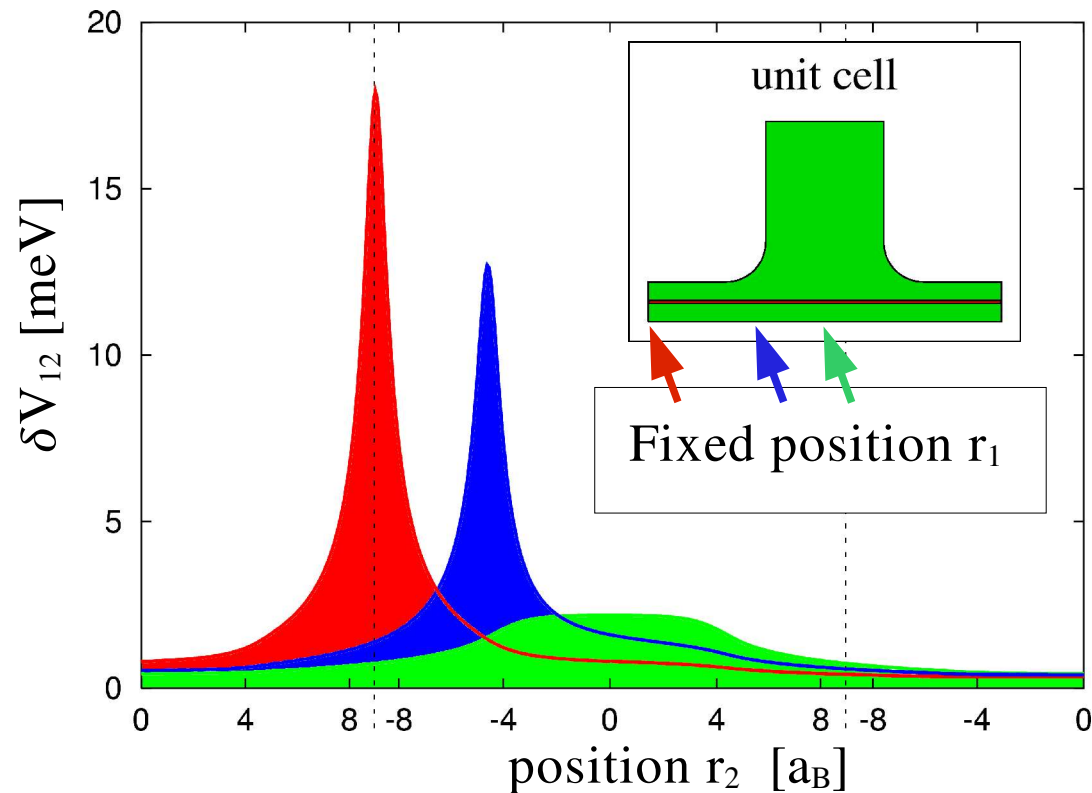 20
15
10
5
0
δV12 [meV]
unit cell
Fixed position r1
0 4 8 -8 -4 0 4 8 -8 -4 0
position r2 [aB]